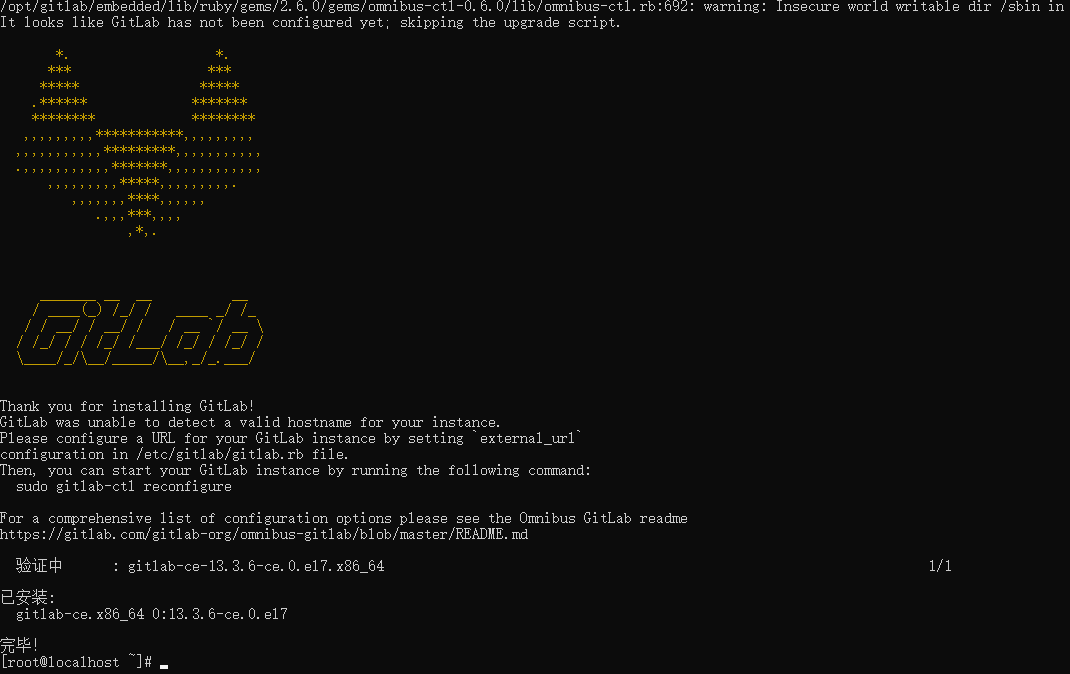 /opt/gitlab/embedded/lib/ruby/gems/2.6.0/gems/omnibus-ctl-0.6.0/lib/omnibus-ctl.rb:692: warning: Insecure world writable dir /sbin in
It looks like GitLab has not been configured yet; skipping the upgrade script.
GitLab
Thank you for installing GitLab!
GitLab was unable to detect a valid hostname for your instance.
Please configure a URL for your GitLab instance by setting `external_url`
configuration in /etc/gitlab/gitlab.rb file.
Then, you can start your GitLab instance by running the following command:
sudo gitlab-ctl reconfigure
For a comprehensive list of configuration options please see the Omnibus GitLab readme
https://gitlab.com/gitlab-org/omnibus-gitlab/blob/master/README.md
验证中 : gitlab-ce-13.3.6-ce.0.el7.x86_64 1/1
已安装:
gitlab-ce.x86_64 0:13.3.6-ce.0.el7
完毕!
[root@localhost ~]#